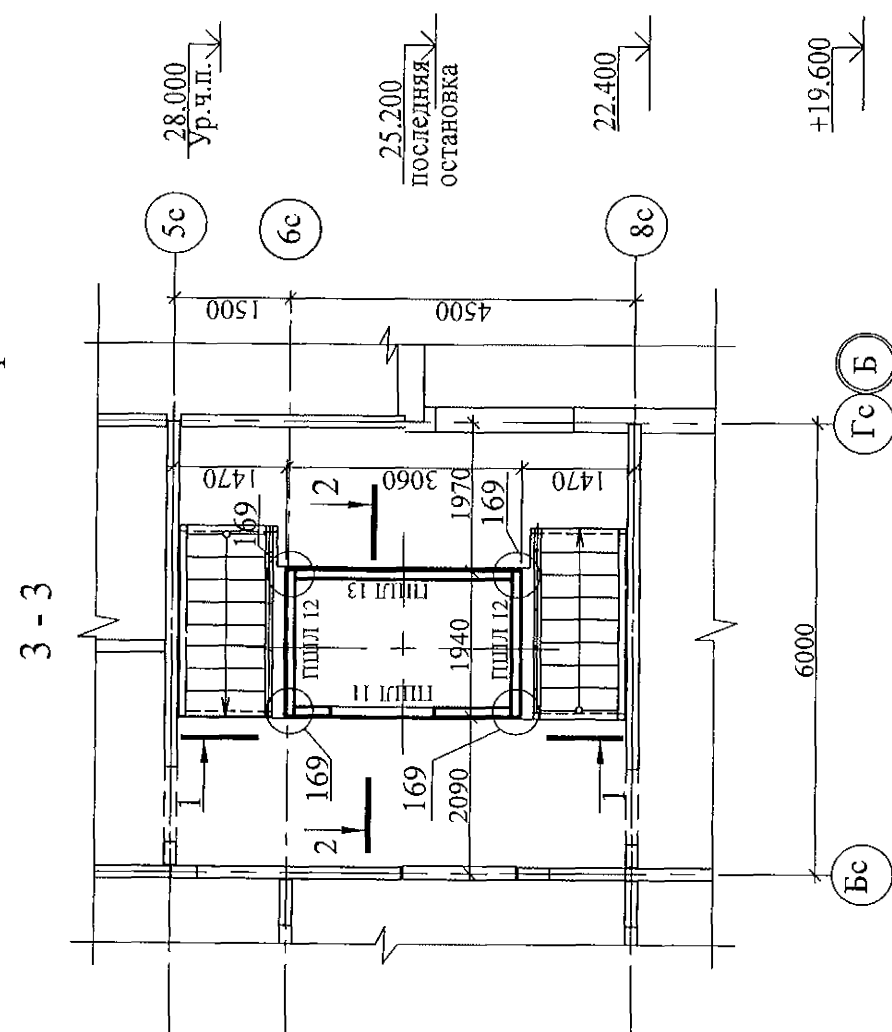 3 - 3
28.000
Ур.ч.п.
25.200
последняя
остановка
22.400
+19.600
5с
6с
8с
1500
4500
1470
3060
1470
169
2
1970
169
ПШЛ 13
ПШЛ 12
1940
ПШЛ 12
ПШЛ 11
6000
1
169
169
2090
1
2
Бс
Гс
Б